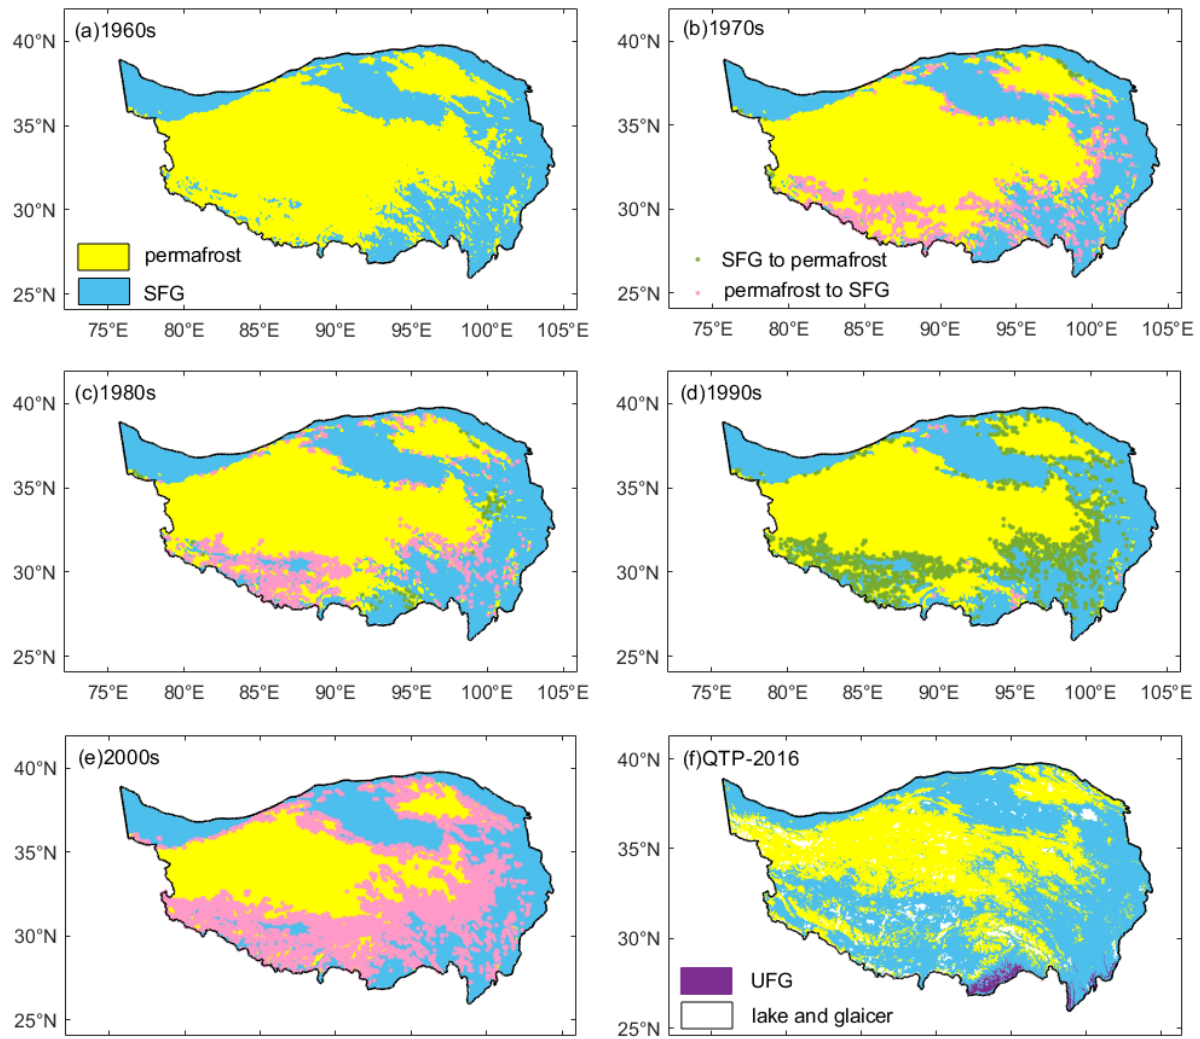 (a)1960s
40°N
35°N
30°N
25°N
permafrost
SFG
75°E 80°E 85°E 90°E 95°E 100°E 105°E
(b)1970s
40°N
35°N
30°N
25°N
SFG to permafrost
permafrost to SFG
75°E 80°E 85°E 90°E 95°E 100°E 105°E
(c)1980s
40°N
35°N
30°N
25°N
75°E 80°E 85°E 90°E 95°E 100°E 105°E
(d)1990s
40°N
35°N
30°N
25°N
75°E 80°E 85°E 90°E 95°E 100°E 105°E
(e)2000s
40°N
35°N
30°N
25°N
(f)QTP-2016
40°N
35°N
30°N
25°N
UFG
lake and glaicer